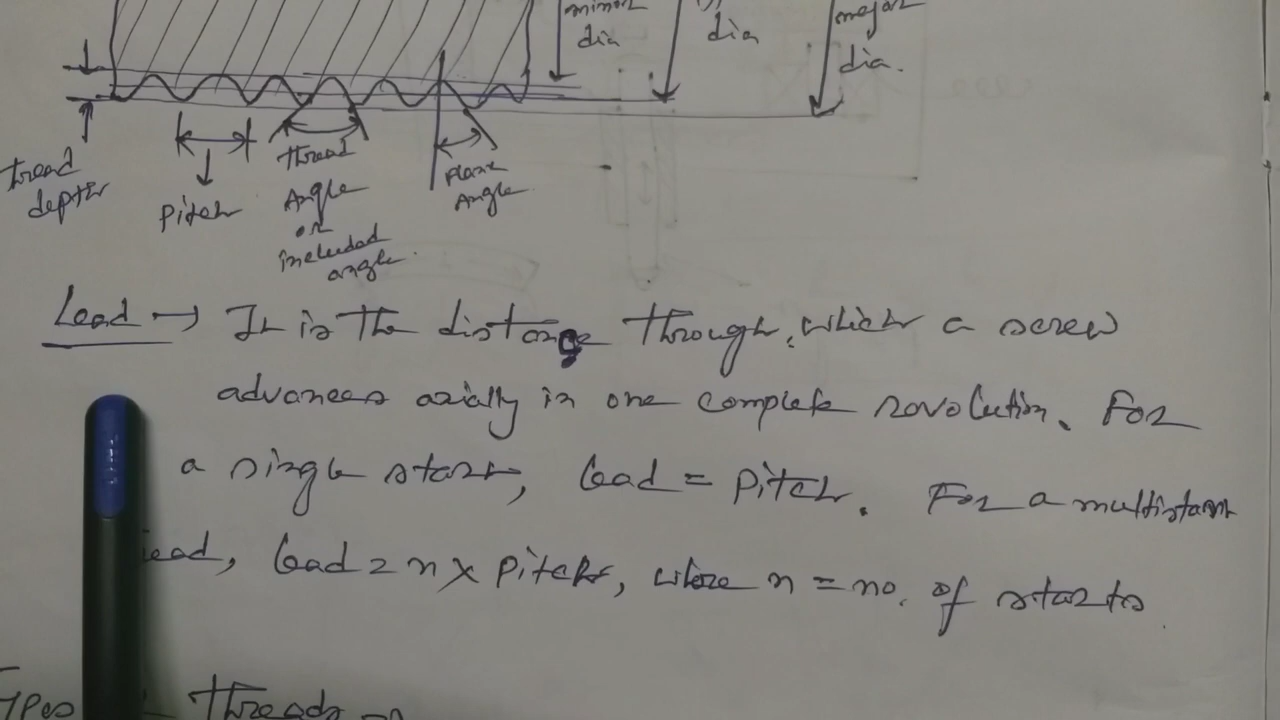 minor
dia
dia
major
dia.
tread
depth
Pitch
thread
Angle
or
included
angle.
flank
Angle
Lead → It is the distance through, which a screw
advances axially in one complete revolution. For
a single start, lead = Pitch. For a multistart
lead, lead = n x Pitch, where n = no. of starts
Types threads →